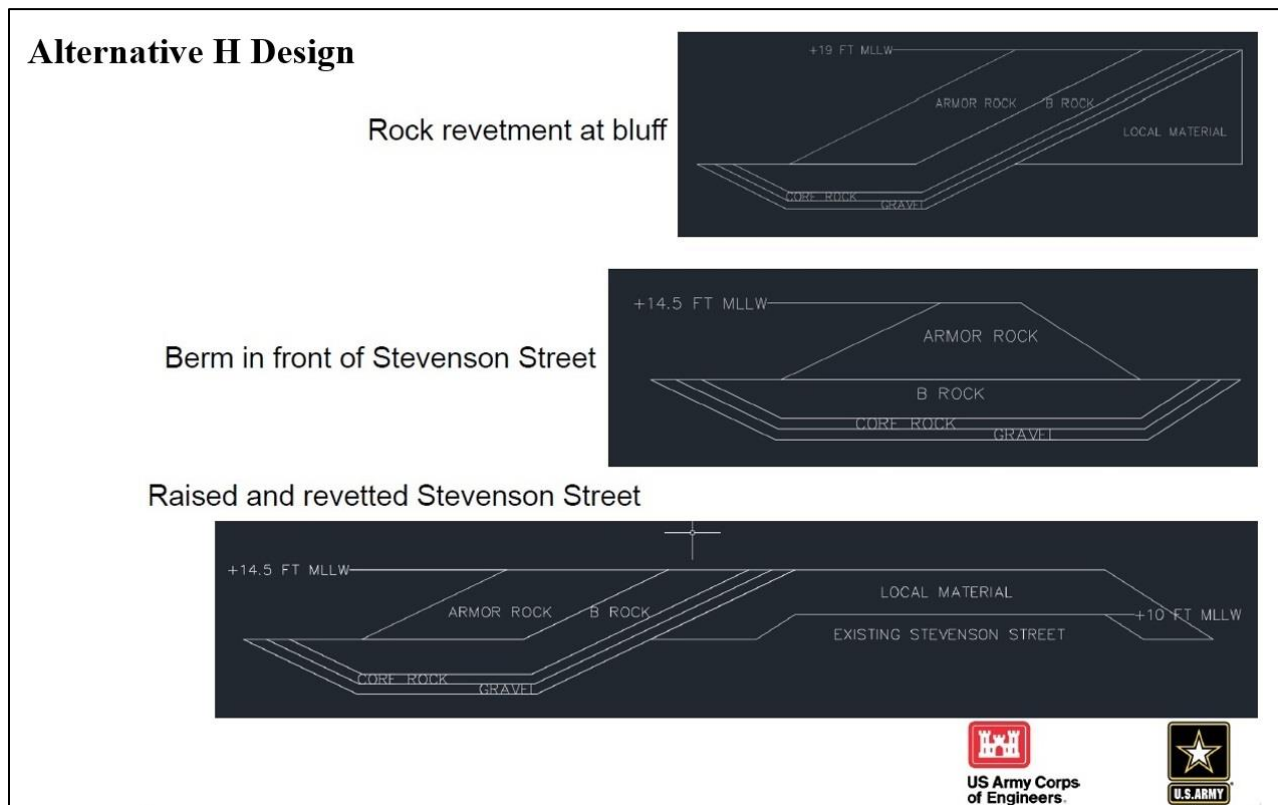 Alternative H Design
Rock revetment at bluff
+19 FT MLLW
ARMOR ROCK
B ROCK
LOCAL MATERIAL
CORE ROCK
GRAVEL
Berm in front of Stevenson Street
+14.5 FT MLLW
ARMOR ROCK
B ROCK
CORE ROCK
GRAVEL
Raised and revetted Stevenson Street
+14.5 FT MLLW
ARMOR ROCK
B ROCK
LOCAL MATERIAL
+10 FT MLLW
EXISTING STEVENSON STREET
CORE ROCK
GRAVEL
US Army Corps
of Engineers®
U.S. ARMY